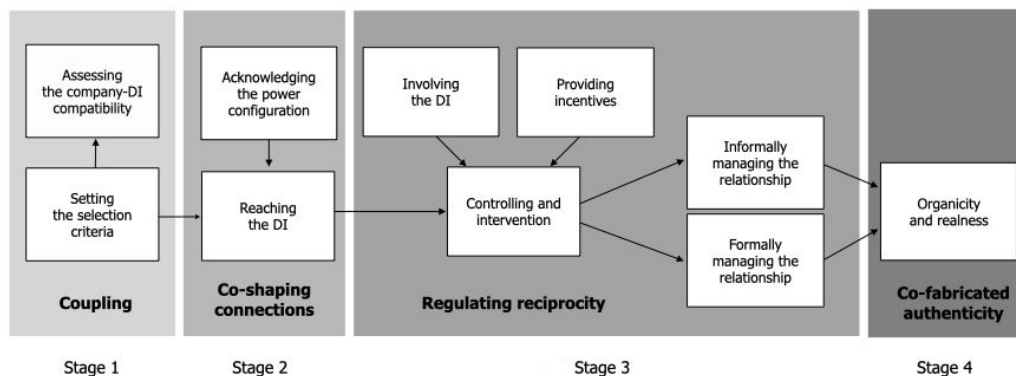 Assessing
the company-DI
compatibility
Setting
the selection
criteria
Coupling
Stage 1
Acknowledging
the power
configuration
Reaching
the DI
Co-shaping
connections
Stage 2
Involving
the DI
Providing
incentives
Controlling and
intervention
Informally
managing the
relationship
Formally
managing the
relationship
Regulating reciprocity
Stage 3
Organicity
and realness
Co-fabricated
authenticity
Stage 4